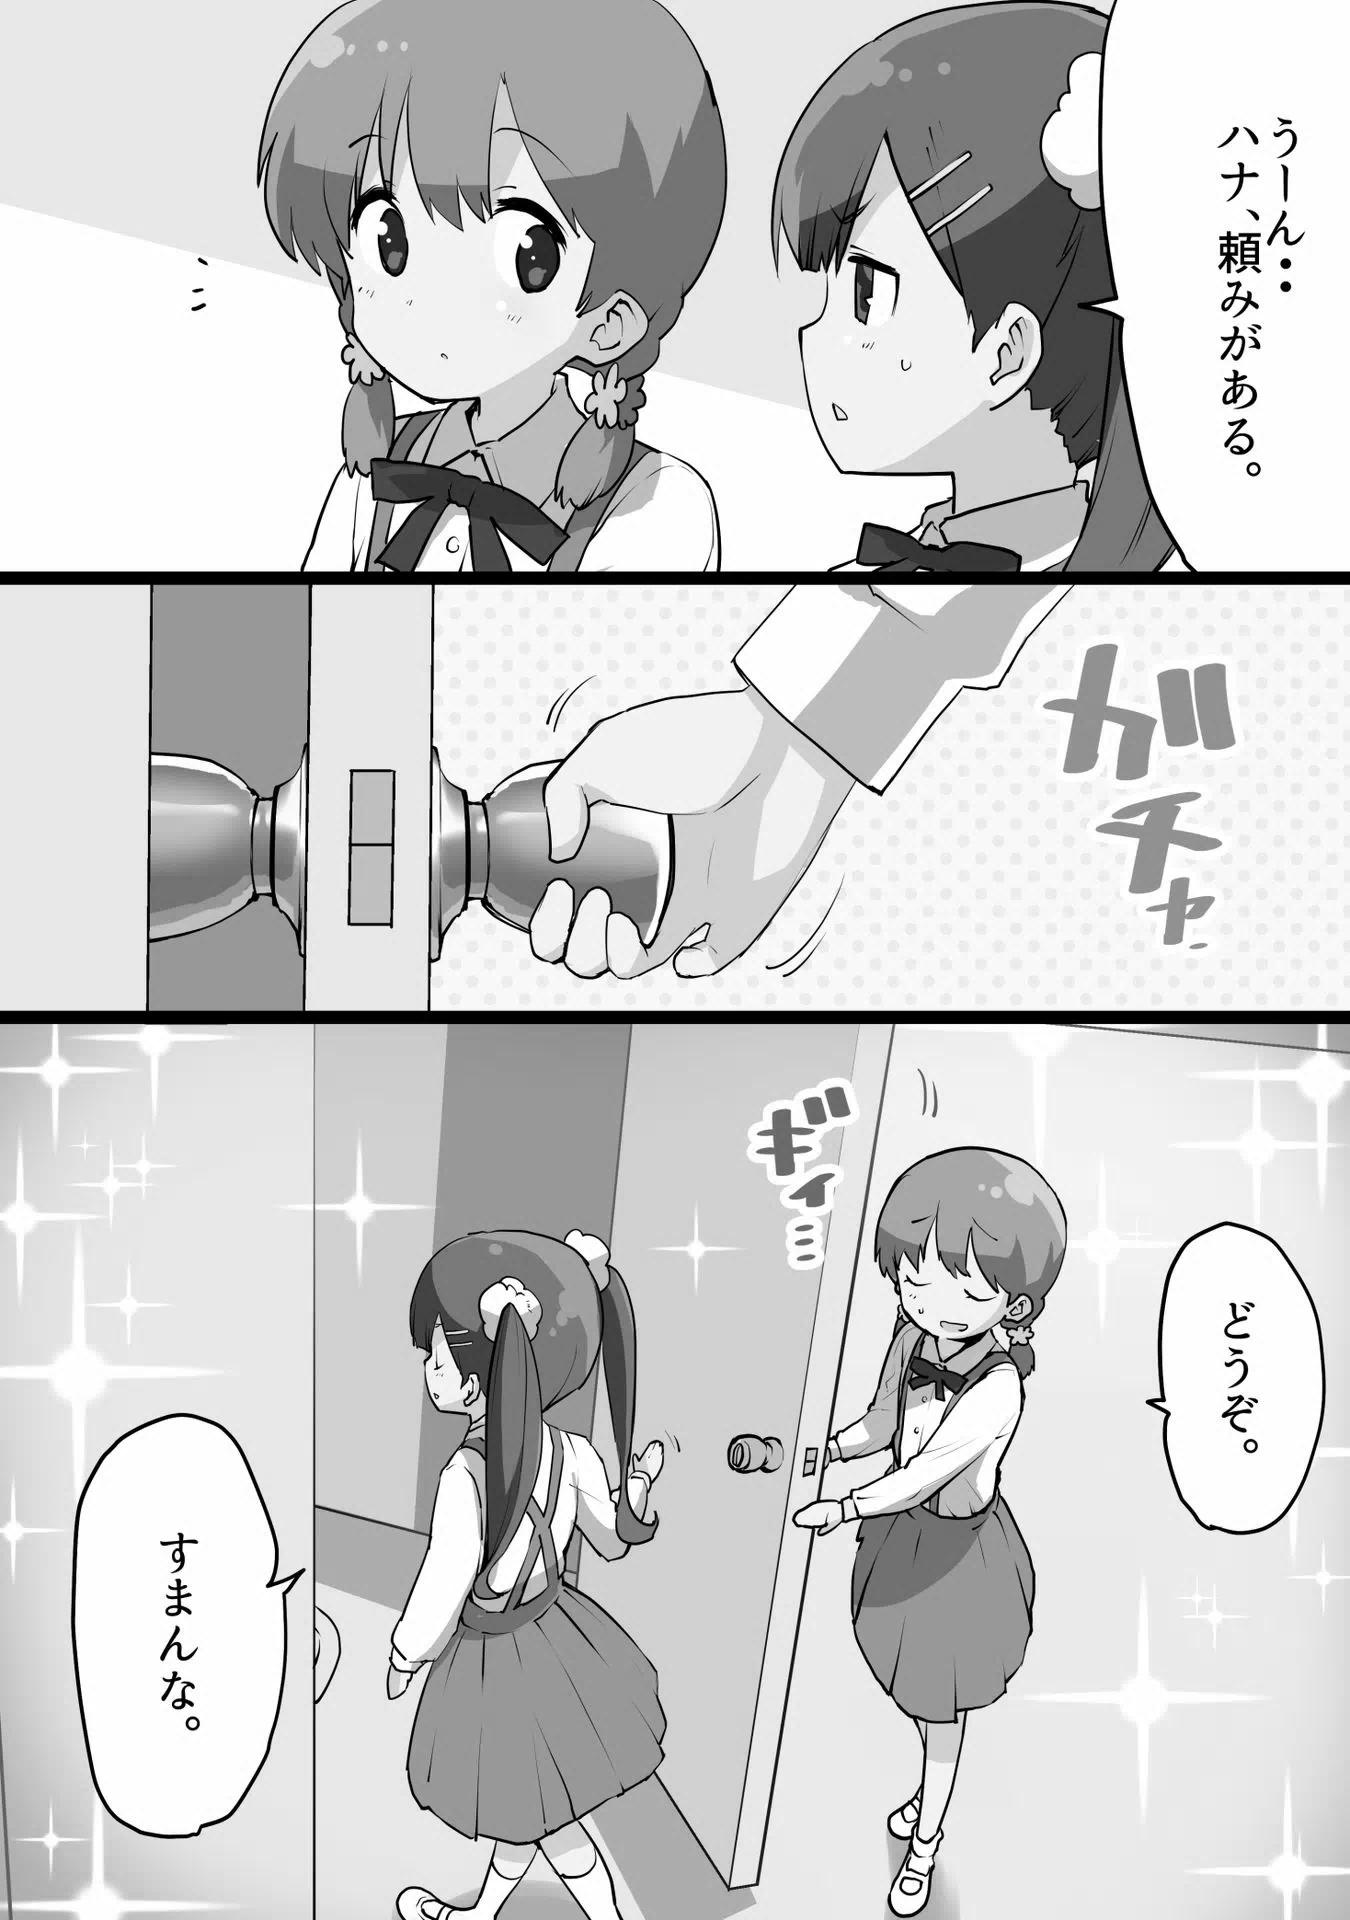 うーん・・
ハナ、頼みがある。
ガチャ
ギィ
どうぞ。
すまんな。